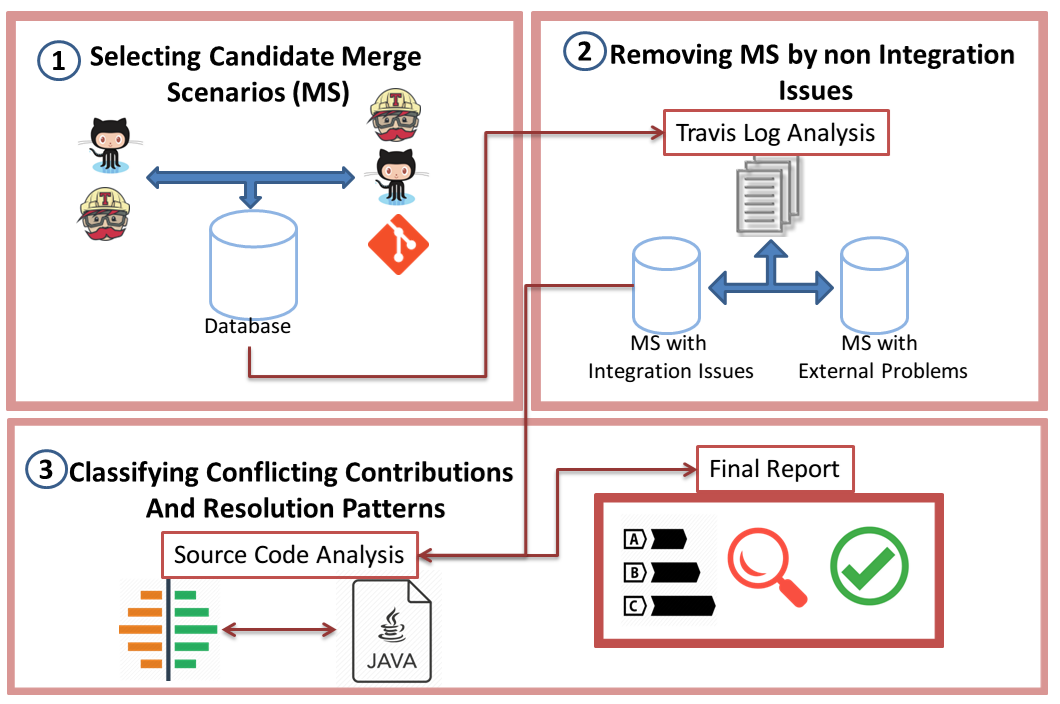 1
Selecting Candidate Merge
Scenarios (MS)
T
T
Database
2
Removing MS by non Integration
Issues
Travis Log Analysis
MS with
Integration Issues
MS with
External Problems
3
Classifying Conflicting Contributions
And Resolution Patterns
Source Code Analysis
JAVA
Final Report
A
B
C